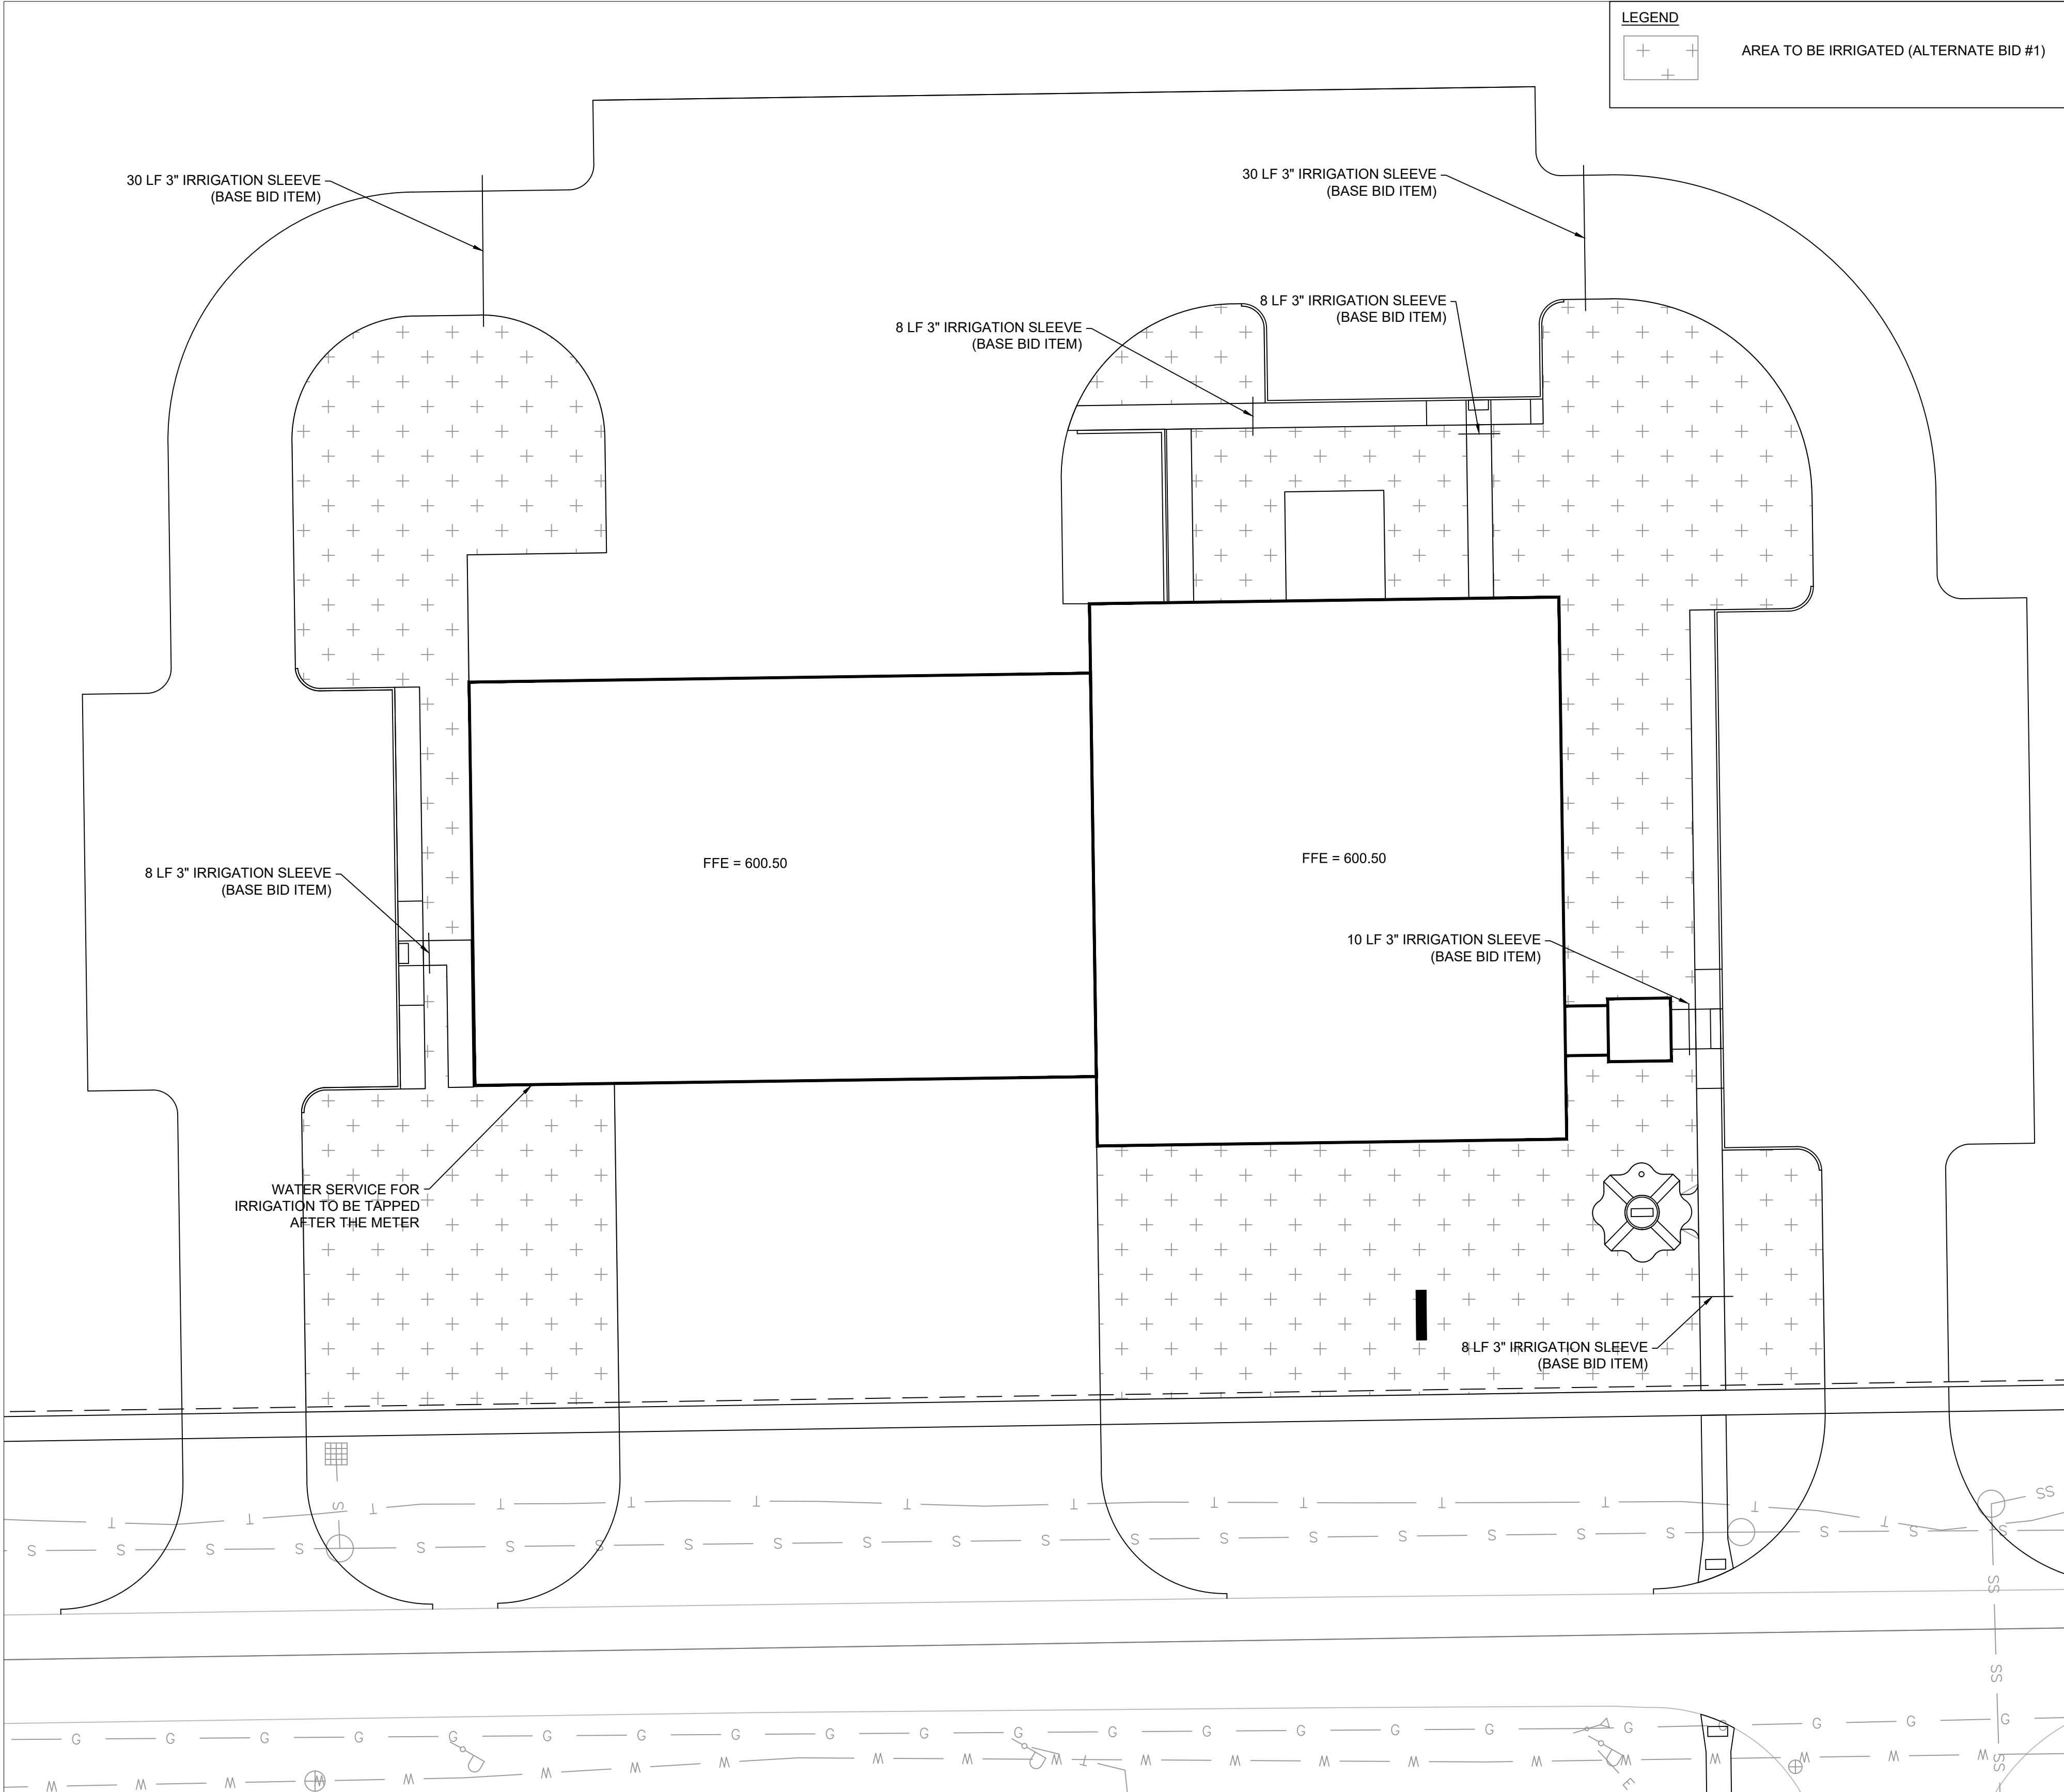 LEGEND
AREA TO BE IRRIGATED (ALTERNATE BID #1)
30 LF 3" IRRIGATION SLEEVE
(BASE BID ITEM)
30 LF 3" IRRIGATION SLEEVE
(BASE BID ITEM)
8 LF 3" IRRIGATION SLEEVE
(BASE BID ITEM)
8 LF 3" IRRIGATION SLEEVE
(BASE BID ITEM)
FFE = 600.50
FFE = 600.50
8 LF 3" IRRIGATION SLEEVE
(BASE BID ITEM)
10 LF 3" IRRIGATION SLEEVE
(BASE BID ITEM)
WATER SERVICE FOR
IRRIGATION TO BE TAPPED
AFTER THE METER
8 LF 3" IRRIGATION SLEEVE
(BASE BID ITEM)
SS
S
T T T T T T T T T T T T T T
S S S S S S S S S S S S S S S S S S S S S S
SS
SS
G G G G G G G G G G G G G G G G G G G G G
W W W W W W W W W W W W W W W W W W W W W
T
SS
E